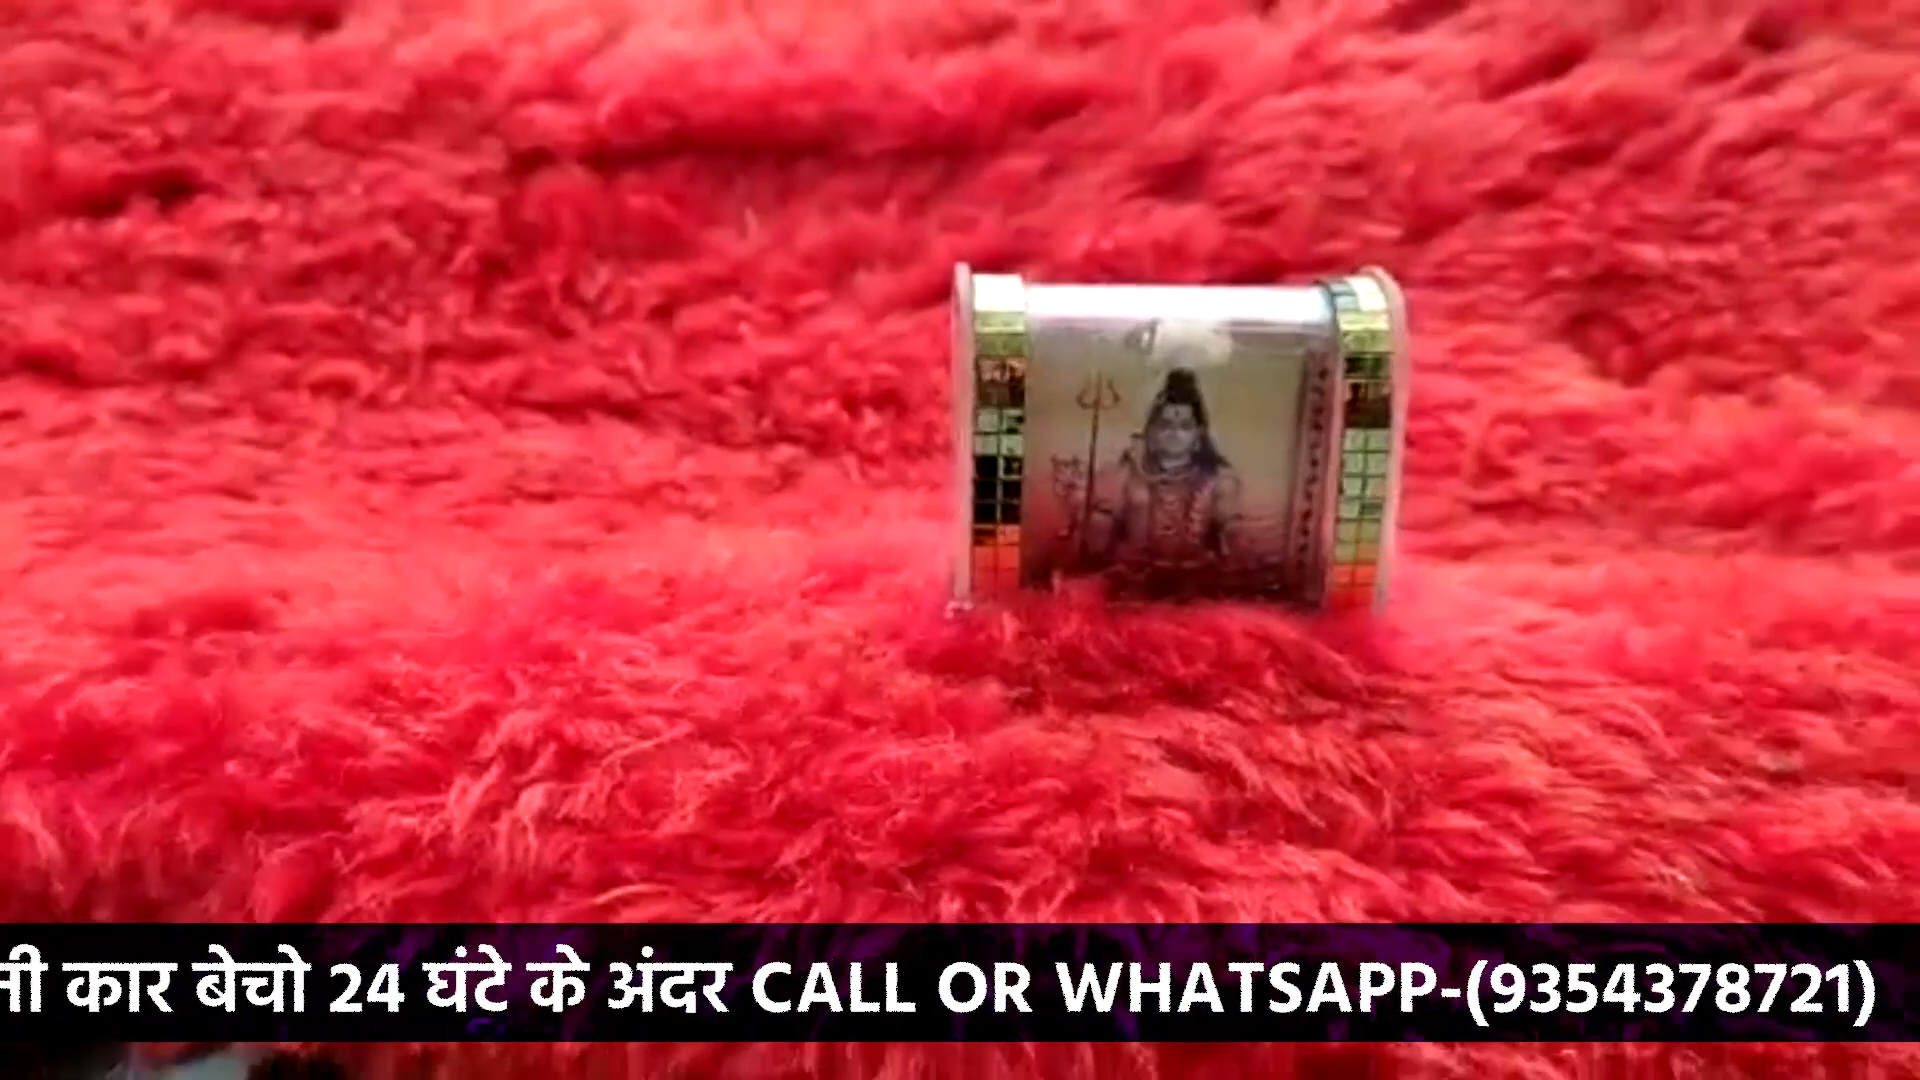 नी कार बेचो 24 घंटे के अंदर CALL OR WHATSAPP-(9354378721)